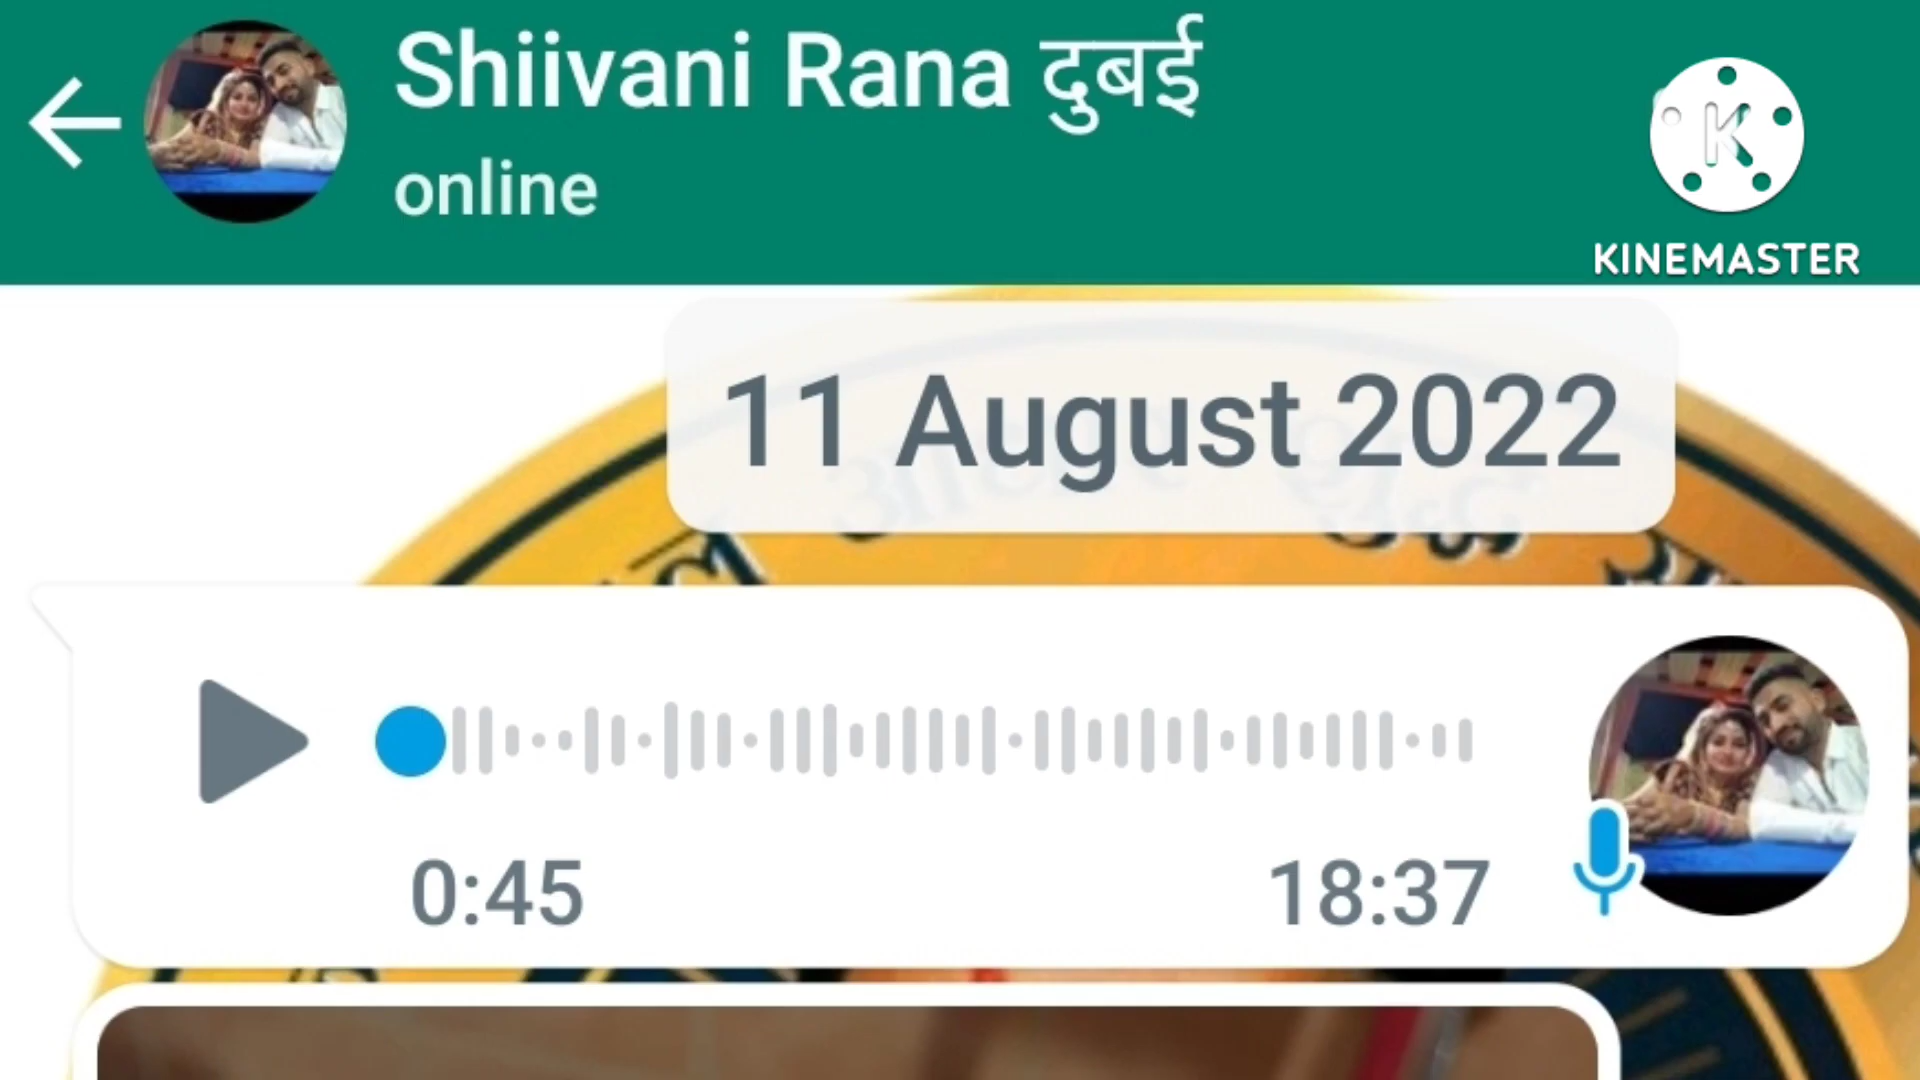 Shiivani Rana दुबई
online
KINEMASTER
11 August 2022
0:45
18:37